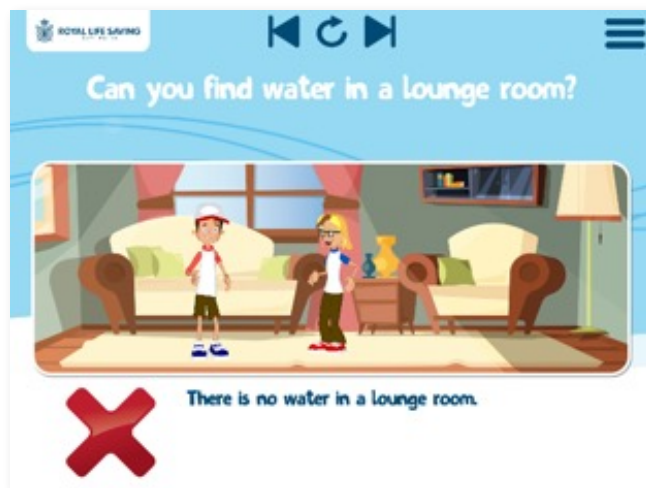 ROYAL LIFE SAVING
Can you find water in a lounge room?
There is no water in a lounge room.